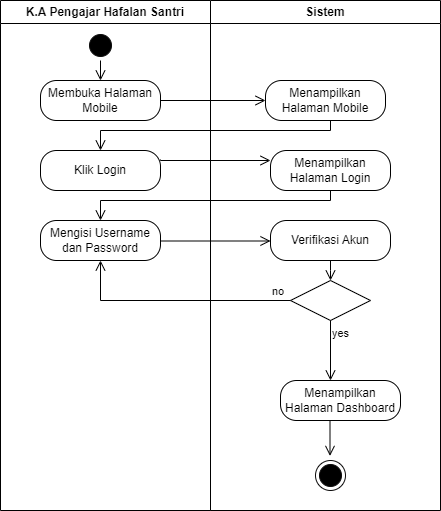 K.A Pengajar Hafalan Santri
Sistem
Membuka Halaman
Mobile
Menampilkan
Halaman Mobile
Klik Login
Menampilkan
Halaman Login
Mengisi Username
dan Password
Verifikasi Akun
no
yes
Menampilkan
Halaman Dashboard